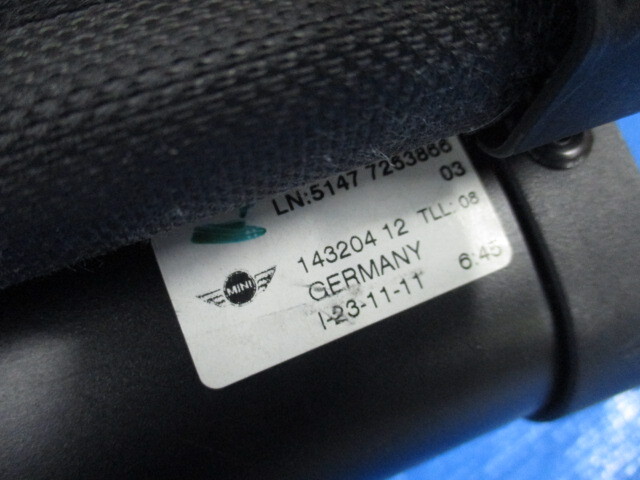 LN:5147 7253866
03
143204 12 TLL: 08
GERMANY
I-23-11-11 6:45
MINI